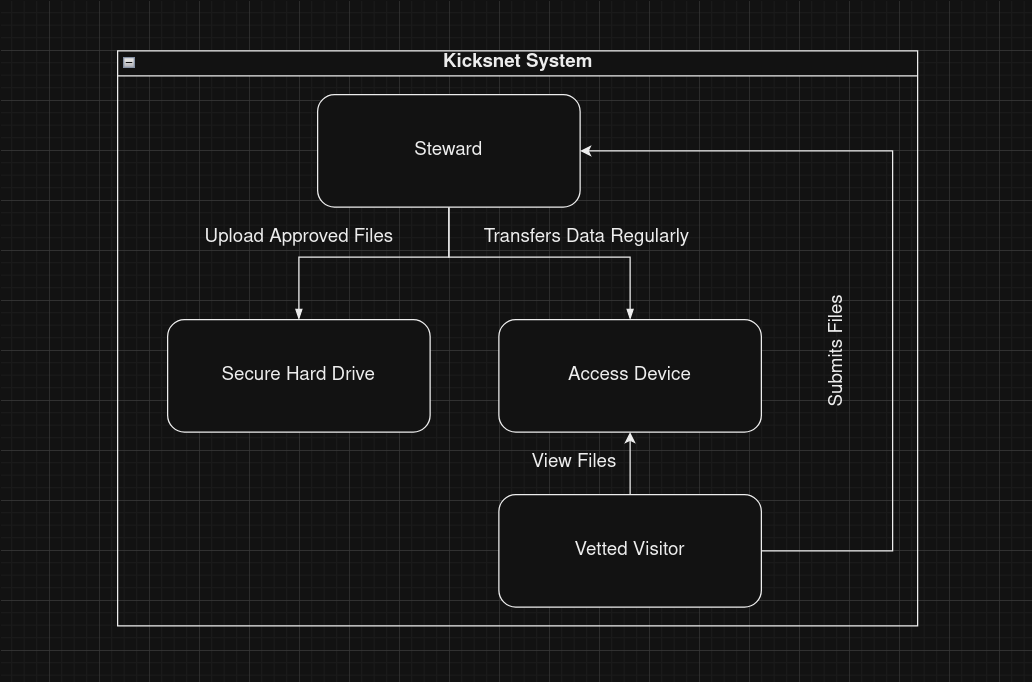 Kicksnet System
Steward
Upload Approved Files
Transfers Data Regularly
Secure Hard Drive
Access Device
Submits Files
View Files
Vetted Visitor